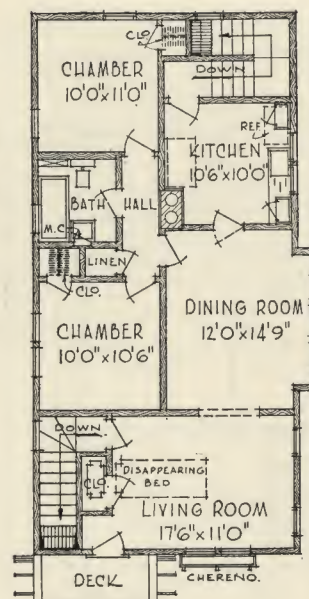 CLO.
CHAMBER
10'0"x11'0"
DOWN
REF.
KITCHEN
10'6"x10'0"
BATH
HALL
M.C.
LINEN
CLO.
DINING ROOM
12'0"x14'9"
CHAMBER
10'0"x10'6"
DOWN
CLO.
DISAPPEARING
BED
LIVING ROOM
17'6"x11'0"
DECK
CHERENO.